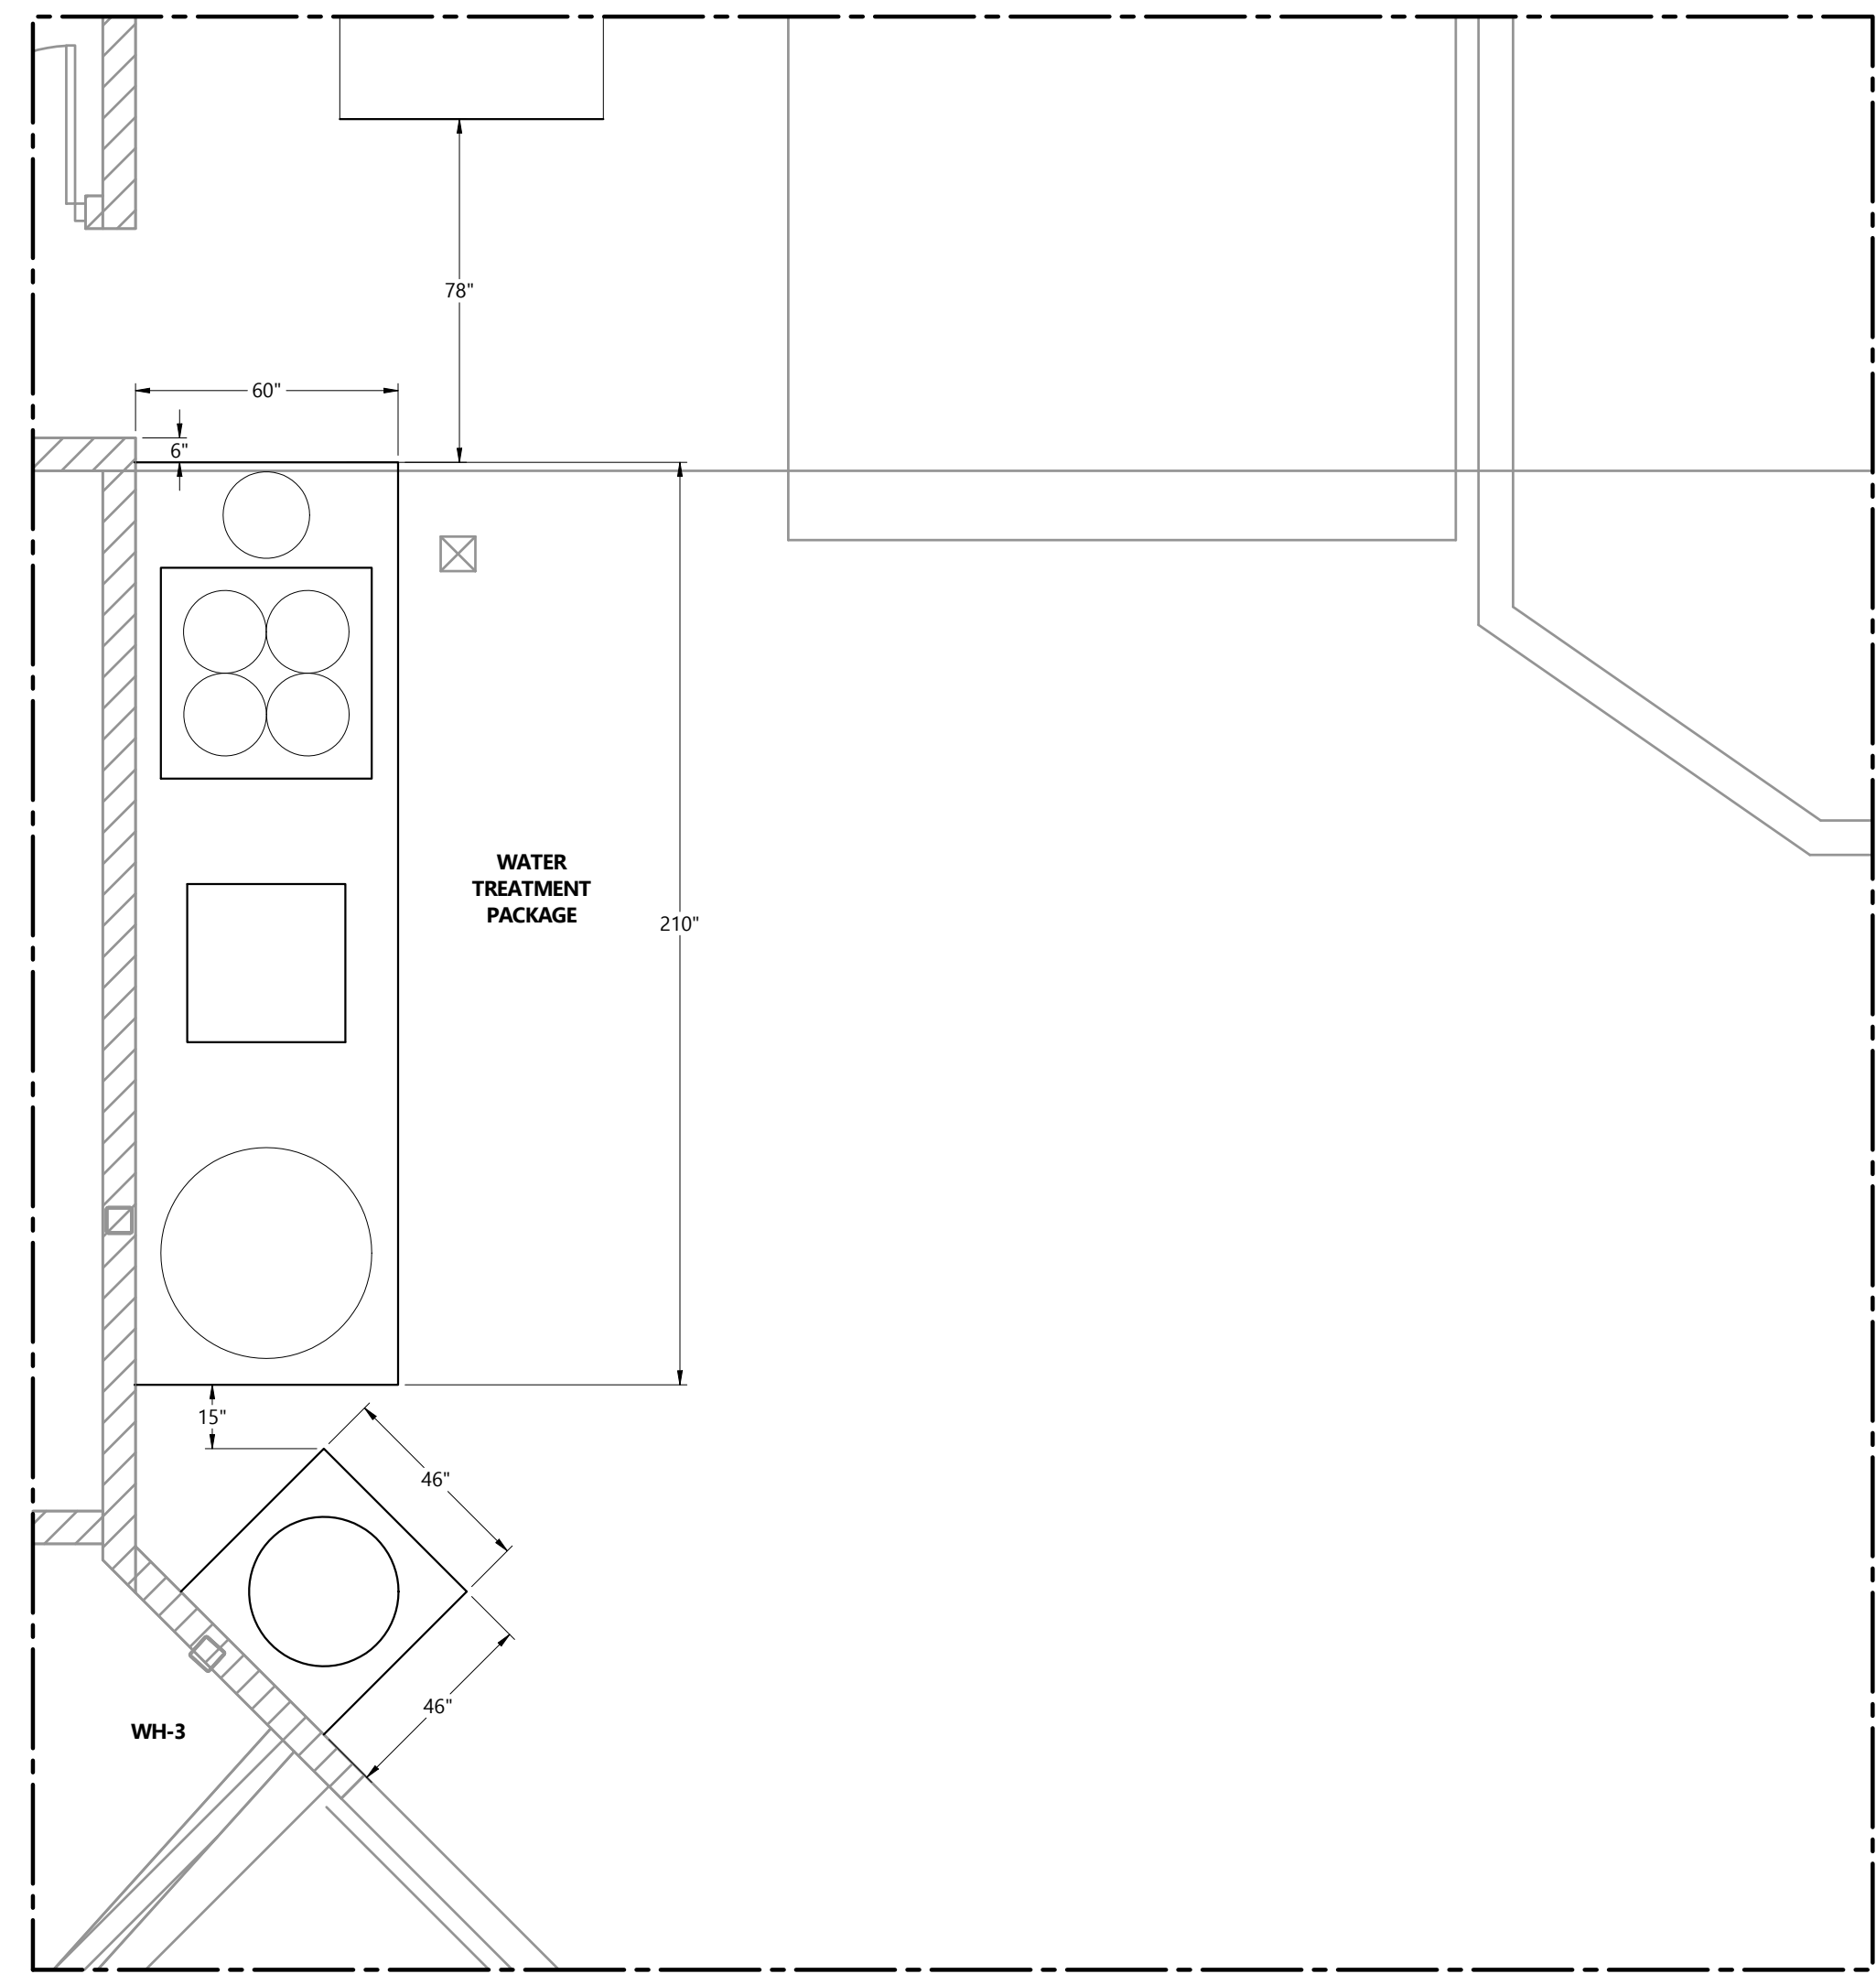 78"
60"
6"
WATER
TREATMENT
PACKAGE
210"
15"
46"
46"
WH-3